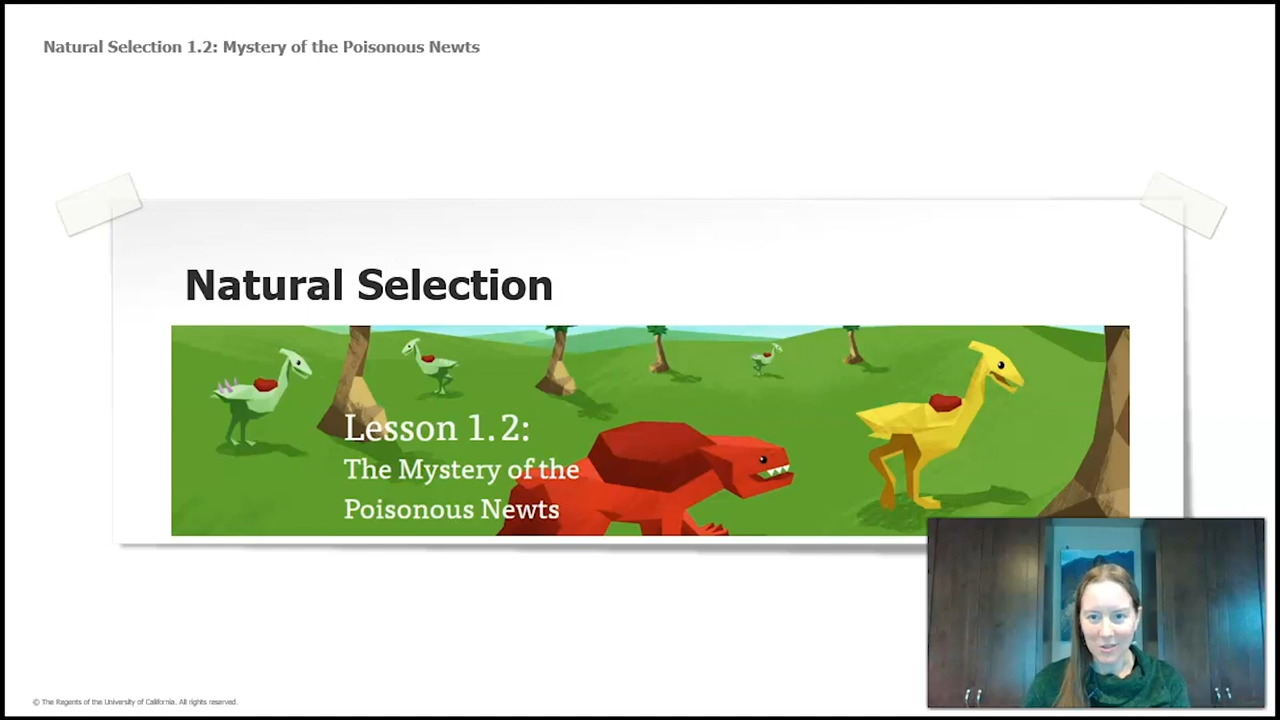 Natural Selection 1.2: Mystery of the Poisonous Newts
Natural Selection
Lesson 1.2:
The Mystery of the
Poisonous Newts
© The Regents of the University of California. All rights reserved.